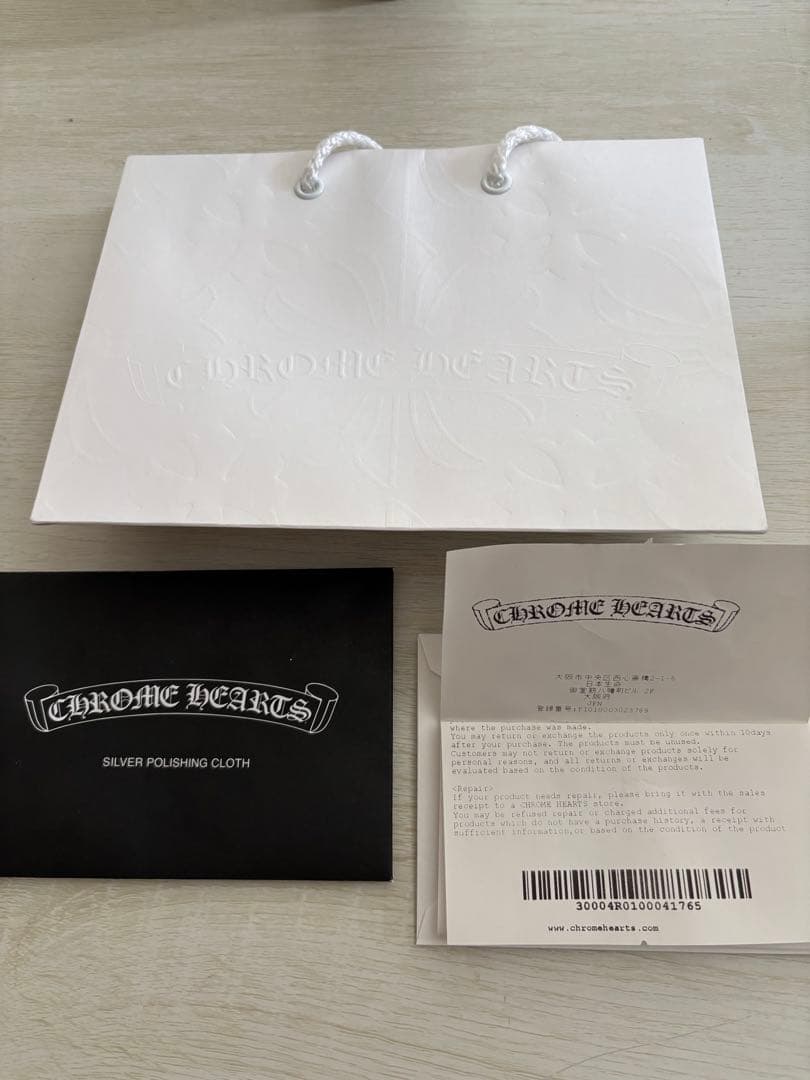 CHROME HEARTS
CHROME HEARTS
SILVER POLISHING CLOTH
CHROME HEARTS
大阪市中央区西心斎橋2-1-5
日本生命
御堂筋八幡町ビル 2F
大阪府
JPN
where the purchase was made.
You may return or exchange the products only once within 10days
after your purchase. The products must be unused.
Customers may not return or exchange products solely for
personal reasons, and all returns or exchanges will be
evaluated based on the condition of the products.
<Repair>
If your product needs repair, please bring it with the sales
receipt to a CHROME HEARTS store.
You may be refused repair or charged additional fees for
products which do not have a purchase history, a receipt with
sufficient information,or based on the condition of the product
30004R0100041765
www.chromehearts.com